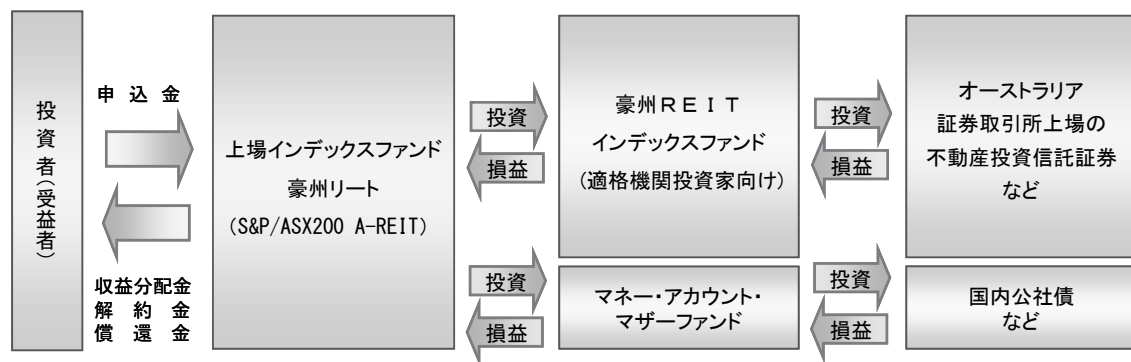 投資者(受益者)
申込金
収益分配金
解約金
償還金
上場インデックスファンド
豪州リート
(S&P/ASX200 A-REIT)
投資
損益
投資
損益
豪州REIT
インデックスファンド
(適格機関投資家向け)
マネー・アカウント・
マザーファンド
投資
損益
投資
損益
オーストラリア
証券取引所上場の
不動産投資信託証券
など
国内公社債
など